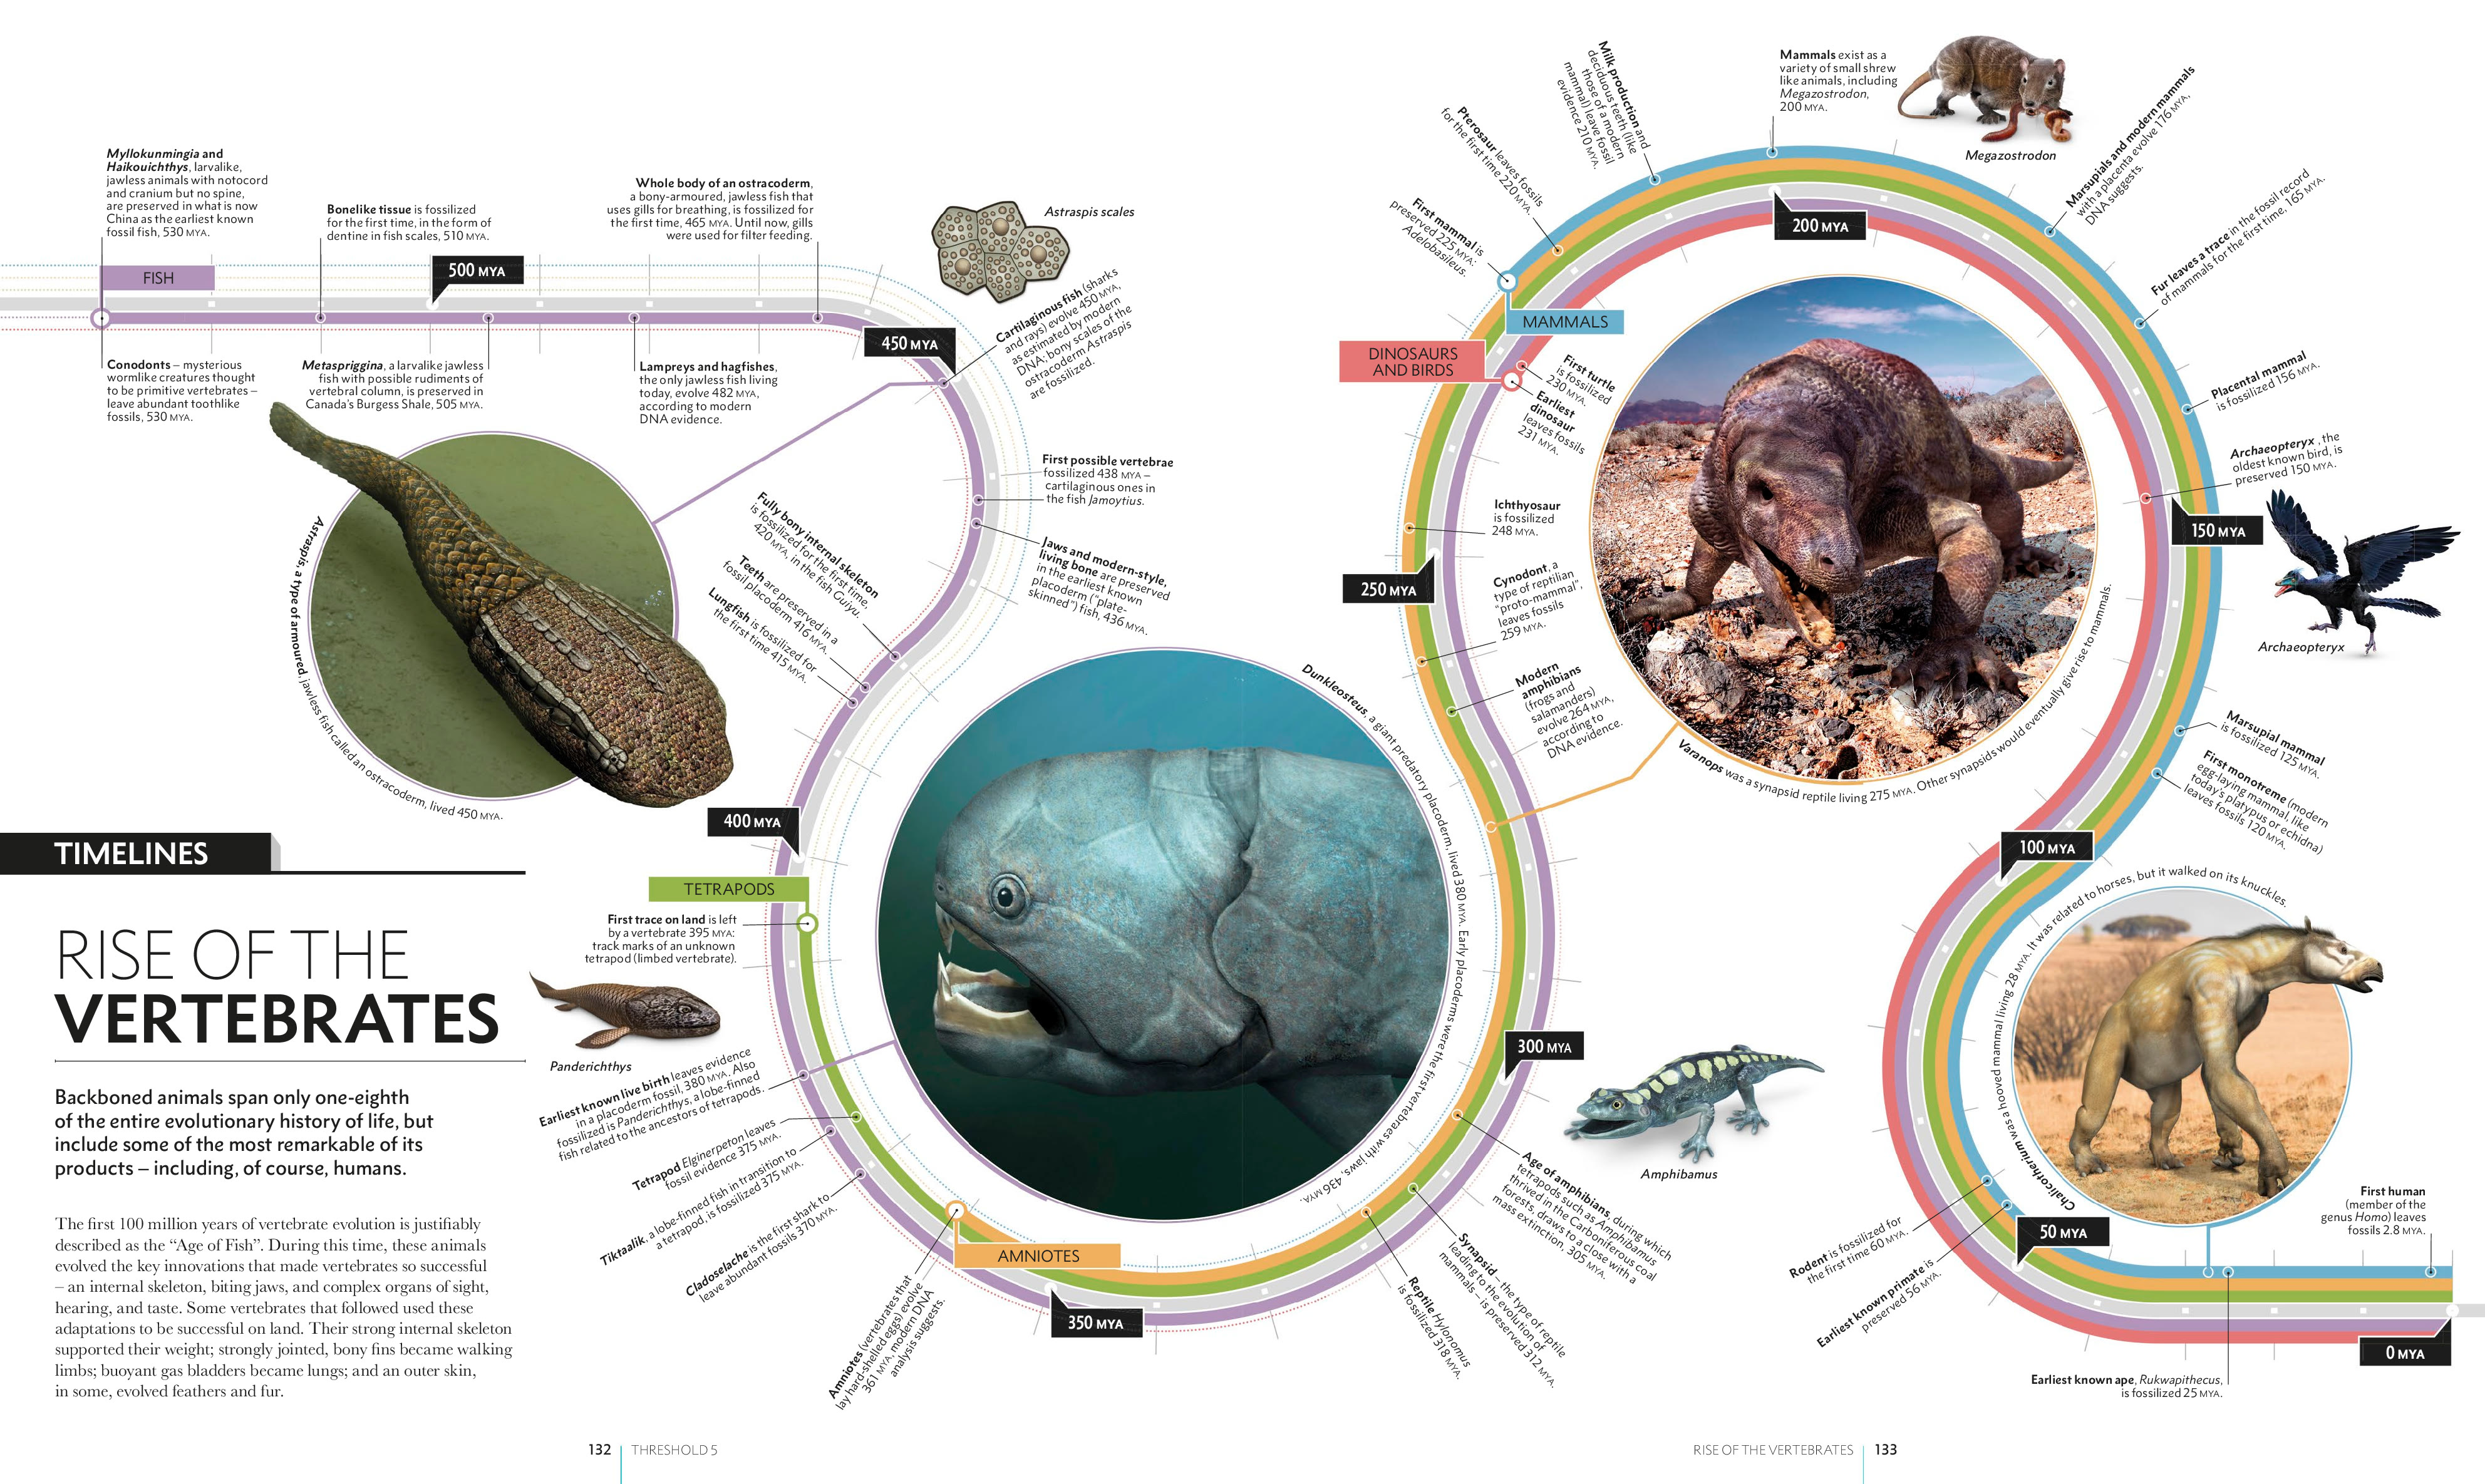 Myllokunmingia and
Haikouichthys, larvalike,
jawless animals with notocord
and cranium but no spine,
are preserved in what is now
China as the earliest known
fossil fish, 530 MYA.
FISH
Bonelike tissue is fossilized
for the first time, in the form of
dentine in fish scales, 510 MYA.
500 MYA
Whole body of an ostracoderm,
a bony-armoured, jawless fish that
uses gills for breathing, is fossilized for
the first time, 465 MYA. Until now, gills
were used for filter feeding.
Astraspis scales
Conodonts – mysterious
wormlike creatures thought
to be primitive vertebrates –
leave abundant toothlike
fossils, 530 MYA.
Metaspriggina, a larvalike jawless
fish with possible rudiments of
vertebral column, is preserved in
Canada's Burgess Shale, 505 MYA.
Lampreys and hagfishes,
the only jawless fish living
today, evolve 482 MYA,
according to modern
DNA evidence.
450 MYA
Cartilaginous fish (sharks
and rays) evolve 450 MYA,
as estimated by modern
DNA; bony scales of the
ostracoderm Astraspis
are fossilized.
First possible vertebrae
fossilized 438 MYA –
cartilaginous ones in
the fish Jamoytius.
Jaws and modern-style,
living bone are preserved
in the earliest known
placoderm ("plate-
skinned") fish, 436 MYA.
Fully bony internal skeleton
is fossilized for the first time,
420 MYA, in the fish Guiyu.
Teeth are preserved in a
fossil placoderm 416 MYA.
Lungfish is fossilized for
the first time 415 MYA.
Astraspis, a type of armoured, jawless fish called an ostracoderm, lived 450 MYA.
TIMELINES
RISE OF THE
VERTEBRATES
Backboned animals span only one-eighth
of the entire evolutionary history of life, but
include some of the most remarkable of its
products – including, of course, humans.
The first 100 million years of vertebrate evolution is justifiably
described as the "Age of Fish". During this time, these animals
evolved the key innovations that made vertebrates so successful
– an internal skeleton, biting jaws, and complex organs of sight,
hearing, and taste. Some vertebrates that followed used these
adaptations to be successful on land. Their strong internal skeleton
supported their weight; strongly jointed, bony fins became walking
limbs; buoyant gas bladders became lungs; and an outer skin,
in some, evolved feathers and fur.
400 MYA
TETRAPODS
First trace on land is left
by a vertebrate 395 MYA:
track marks of an unknown
tetrapod (limbed vertebrate).
Panderichthys
Earliest known live birth leaves evidence
in a placoderm fossil, 380 MYA. Also
fossilized is Panderichthys, a lobe-finned
fish related to the ancestors of tetrapods.
Tetrapod Elginerpeton leaves
fossil evidence 375 MYA.
Tiktaalik, a lobe-finned fish in transition to
a tetrapod, is fossilized 375 MYA.
Cladoselache is the first shark to
leave abundant fossils 370 MYA.
Amniotes (vertebrates that
lay hard-shelled eggs) evolve
361 MYA, modern DNA
analysis suggests.
AMNIOTES
350 MYA
Dunkleosteus, a giant predatory placoderm, lived 380 MYA. Early placoderms were the first vertebraes with jaws, 436 MYA.
Reptile Hylonomus
is fossilized 318 MYA.
Synapsid – the type of reptile
leading to the evolution of
mammals – is preserved 312 MYA.
Age of amphibians, during which
tetrapods such as Amphibamus
thrived in the Carboniferous coal
forests, draws to a close with a
mass extinction, 305 MYA.
300 MYA
Amphibamus
Varanops was a synapsid reptile living 275 MYA. Other synapsids would eventually give rise to mammals.
Modern
amphibians
(frogs and
salamanders)
evolve 264 MYA,
according to
DNA evidence.
Cynodont, a
type of reptilian
"proto-mammal",
leaves fossils
259 MYA.
250 MYA
Ichthyosaur
is fossilized
248 MYA.
DINOSAURS
AND BIRDS
Earliest
dinosaur
leaves fossils
231 MYA.
First turtle
is fossilized
230 MYA.
MAMMALS
First mammal is
preserved 225 MYA:
Adelobasileus.
Pterosaur leaves fossils
for the first time 220 MYA.
Milk production and
deciduous teeth (like
those of a modern
mammal) leave fossil
evidence 210 MYA.
Mammals exist as a
variety of small shrew
like animals, including
Megazostrodon,
200 MYA.
200 MYA
Megazostrodon
Marsupials and modern mammals
with a placenta evolve 176 MYA,
DNA suggests.
Fur leaves a trace in the fossil record
of mammals for the first time, 165 MYA.
Placental mammal
is fossilized 156 MYA.
Archaeopteryx, the
oldest known bird, is
preserved 150 MYA.
150 MYA
Archaeopteryx
Marsupial mammal
is fossilized 125 MYA.
First monotreme (modern
egg-laying mammal, like
today's platypus or echidna)
leaves fossils 120 MYA.
100 MYA
Chalicotherium was a hooved mammal living 28 MYA. It was related to horses, but it walked on its knuckles.
Rodent is fossilized for
the first time 60 MYA.
Earliest known primate is
preserved 56 MYA.
50 MYA
First human
(member of the
genus Homo) leaves
fossils 2.8 MYA.
0 MYA
Earliest known ape, Rukwapithecus,
is fossilized 25 MYA.
132 THRESHOLD 5
RISE OF THE VERTEBRATES 133